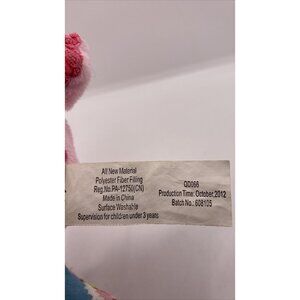 All New Material
Polyester Fiber Filling
Reg.No.PA-12750(CN)
Made in China
Surface Washable
Supervision for children under 3 years
QD066
Production Time: October, 2012
Batch No.: 608105